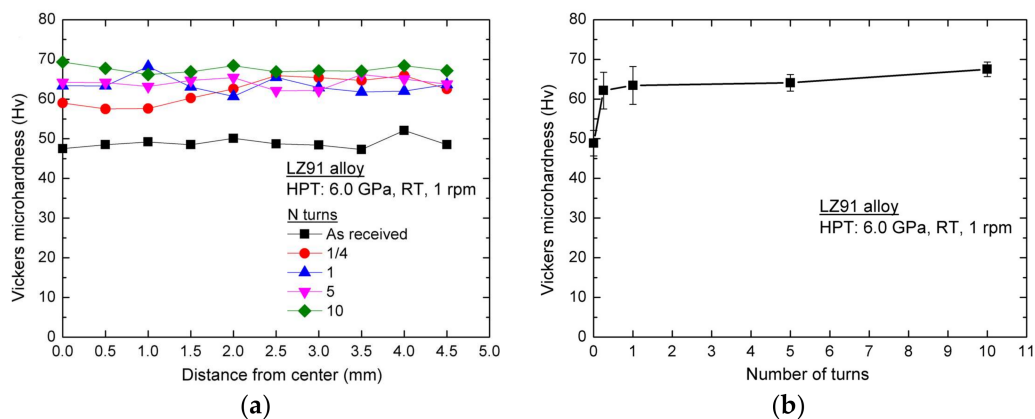 80
70
60
50
40
30
20
10
0
Vickers microhardness (Hv)
LZ91 alloy
HPT: 6.0 GPa, RT, 1 rpm
N turns
As received
1/4
1
5
10
0.0 0.5 1.0 1.5 2.0 2.5 3.0 3.5 4.0 4.5 5.0
Distance from center (mm)
(a)
80
70
60
50
40
30
20
10
0
Vickers microhardness (Hv)
LZ91 alloy
HPT: 6.0 GPa, RT, 1 rpm
0 1 2 3 4 5 6 7 8 9 10 11
Number of turns
(b)